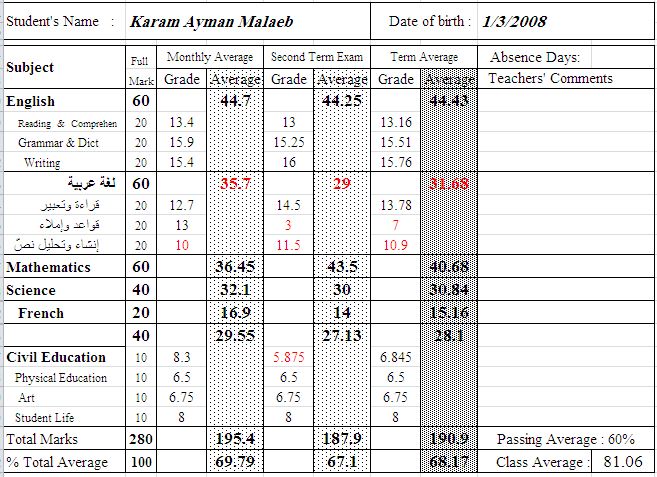 Student's Name : Karam Ayman Malaeb Date of birth : 1/3/2008
Subject Full Mark Monthly Average Second Term Exam Term Average Absence Days:
Grade Average Grade Average Grade Average Teachers' Comments
English 60 44.7 44.25 44.43
Reading & Comprehen 20 13.4 13 13.16
Grammar & Dict 20 15.9 15.25 15.51
Writing 20 15.4 16 15.76
لغة عربية 60 35.7 29 31.68
قراءة وتعبير 20 12.7 14.5 13.78
قواعد وإملاء 20 13 3 7
إنشاء وتحليل نصّ 20 10 11.5 10.9
Mathematics 60 36.45 43.5 40.68
Science 40 32.1 30 30.84
French 20 16.9 14 15.16
40 29.55 27.13 28.1
Civil Education 10 8.3 5.875 6.845
Physical Education 10 6.5 6.5 6.5
Art 10 6.75 6.75 6.75
Student Life 10 8 8 8
Total Marks 280 195.4 187.9 190.9 Passing Average : 60%
% Total Average 100 69.79 67.1 68.17 Class Average : 81.06